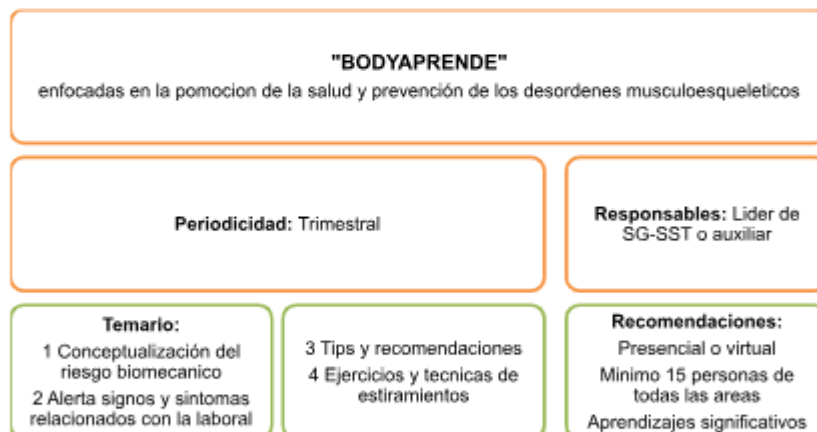 "BODYAPRENDE"
enfocadas en la pomocion de la salud y prevención de los desordenes musculoesqueleticos
Periodicidad: Trimestral
Responsables: Lider de
SG-SST o auxiliar
Temario:
1 Conceptualización del
riesgo biomecanico
2 Alerta signos y sintomas
relacionados con la laboral
3 Tips y recomendaciones
4 Ejercicios y tecnicas de
estiramientos
Recomendaciones:
Presencial o virtual
Minimo 15 personas de
todas las areas
Aprendizajes significativos